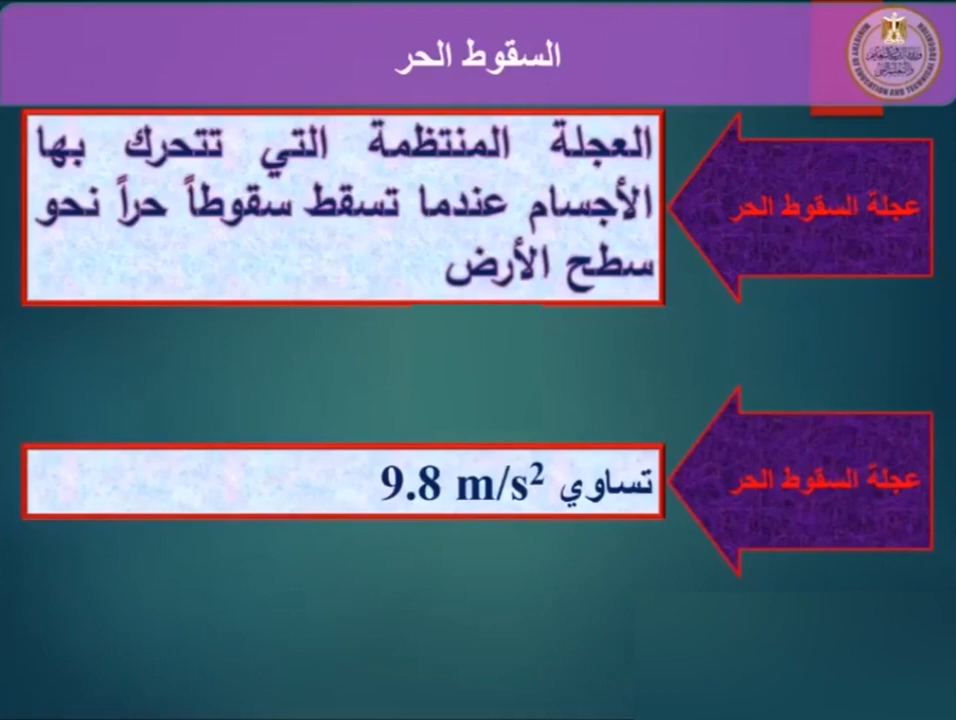 السقوط الحر
عجلة السقوط الحر
العجلة المنتظمة التي تتحرك بها
الأجسام عندما تسقط سقوطاً حراً نحو
سطح الأرض
عجلة السقوط الحر
تساوي 9.8 m/s²